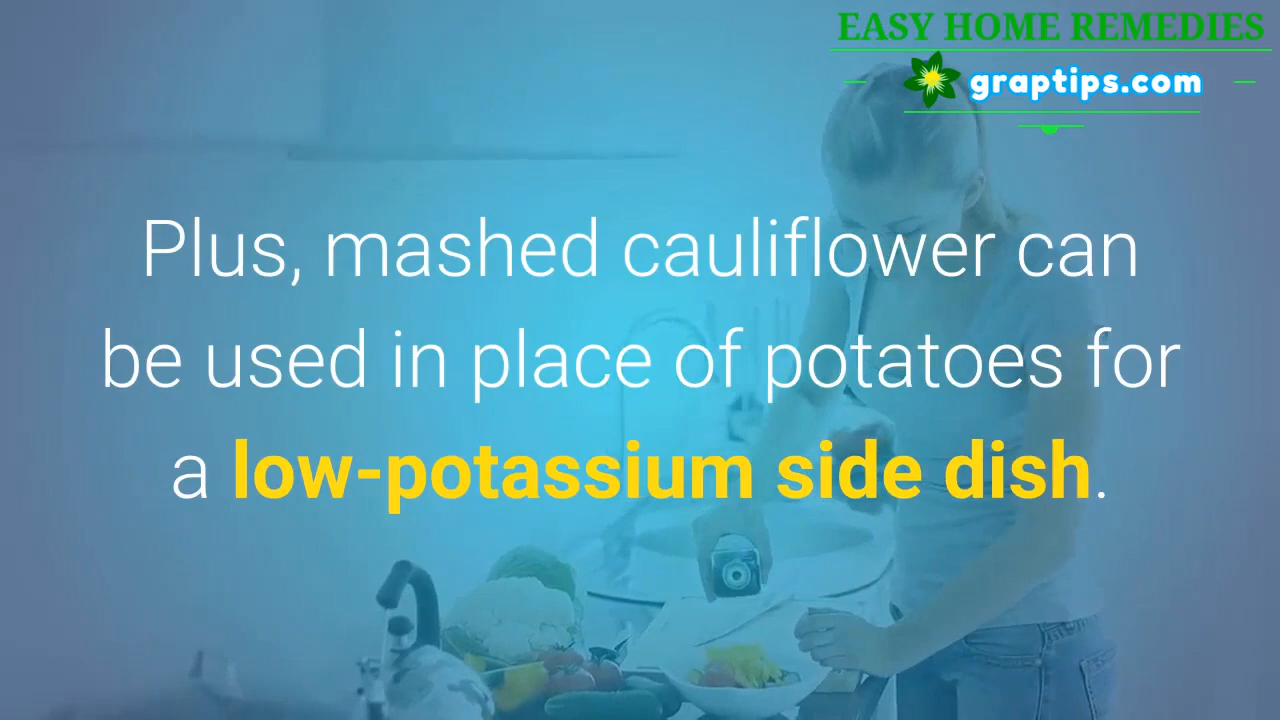 EASY HOME REMEDIES
graptips.com
Plus, mashed cauliflower can
be used in place of potatoes for
a low-potassium side dish.